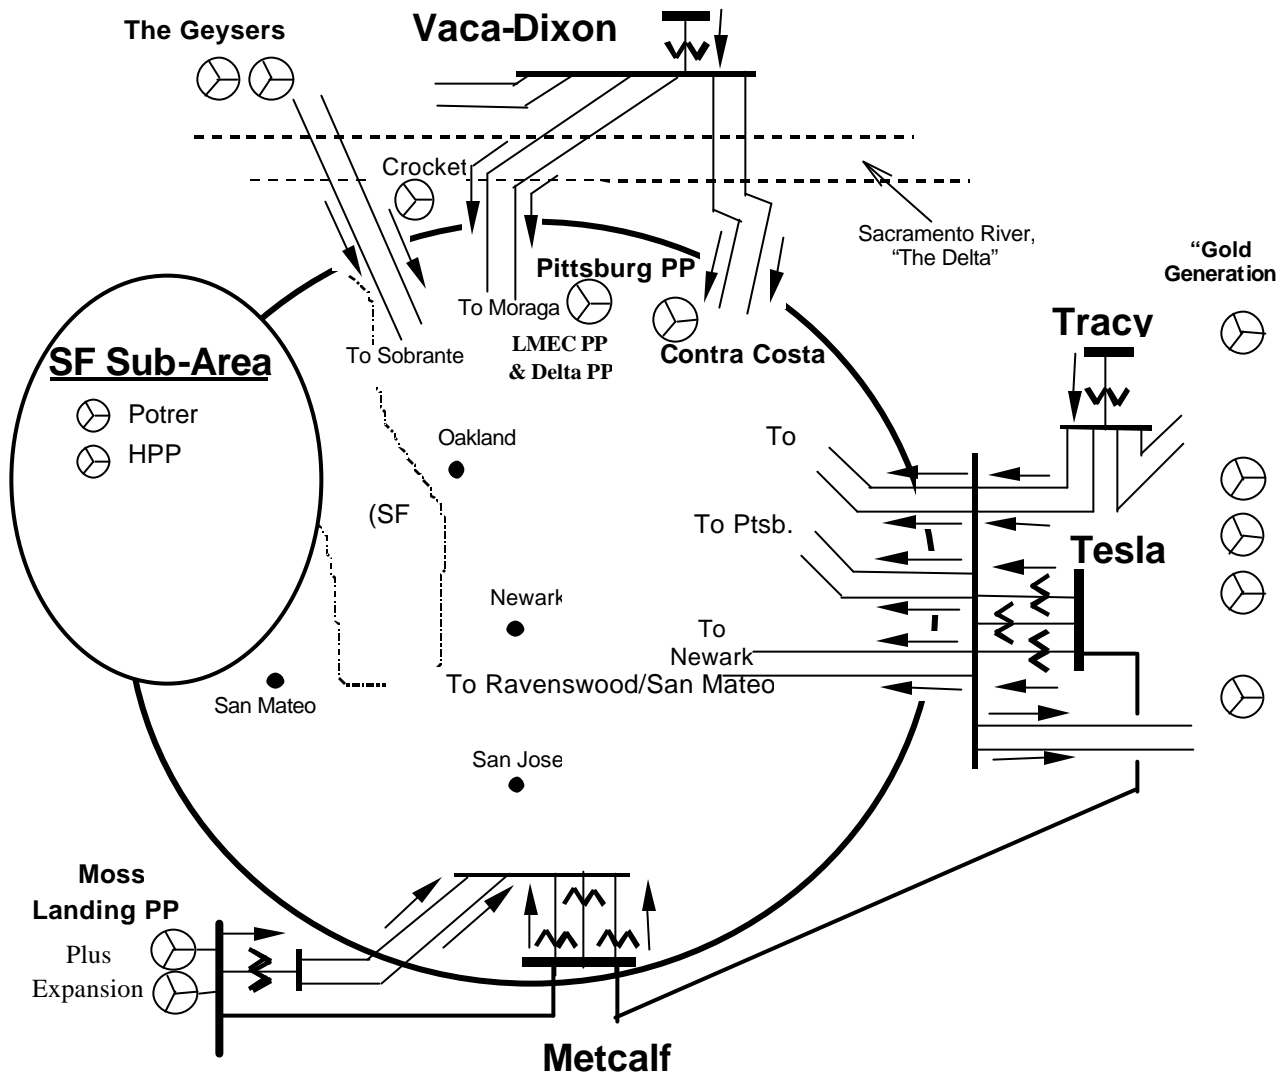 The Geysers
Vaca-Dixon
Crocket
Sacramento River,
“The Delta”
“Gold
Generation
Pittsburg PP
To Moraga
LMEC PP
& Delta PP
Contra Costa
To Sobrante
Tracy
SF Sub-Area
Potrer
HPP
Oakland
To
(SF
To Ptsb.
Tesla
Newark
To
Newark
To Ravenswood/San Mateo
San Mateo
San Jose
Moss
Landing PP
Plus
Expansion
Metcalf